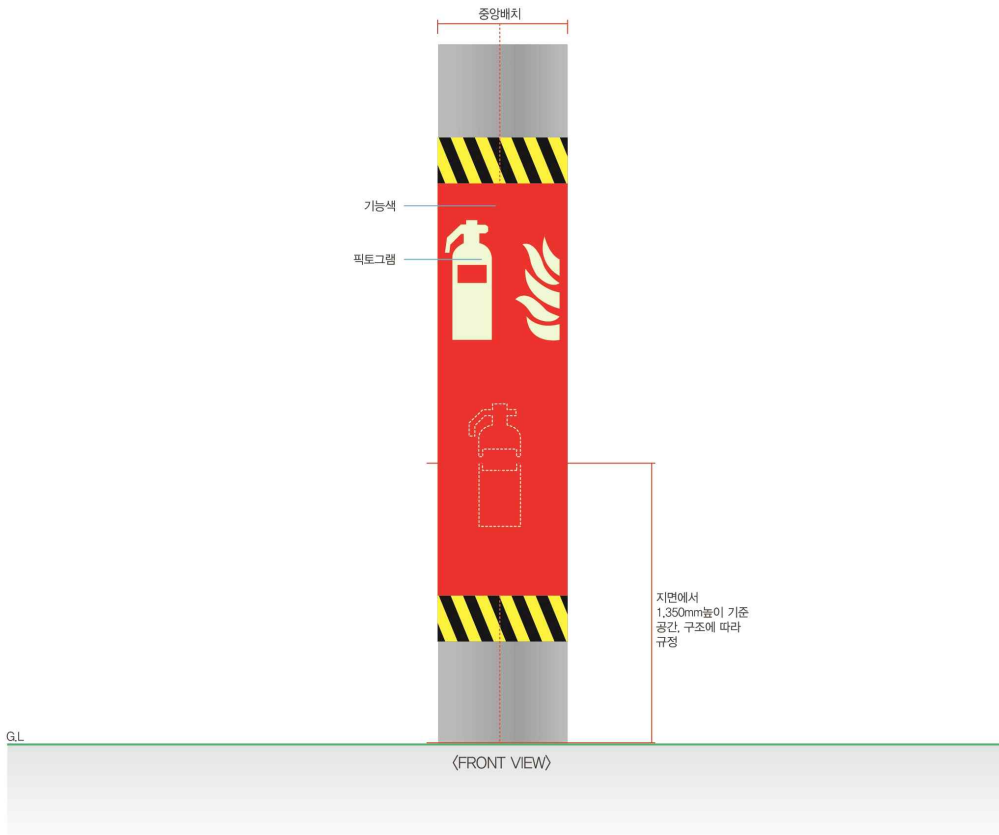 중앙배치
기능색
픽토그램
지면에서
1,350mm높이 기준
공간, 구조에 따라
규정
G.L
〈FRONT VIEW〉